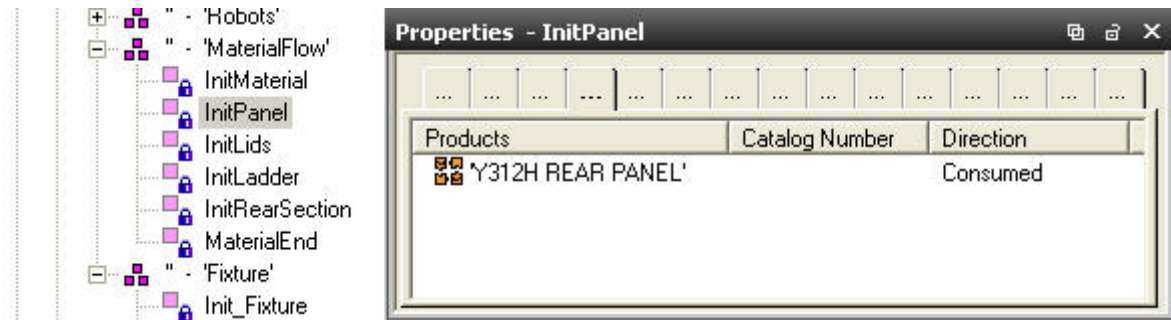 " - 'Robots'
" - 'MaterialFlow'
InitMaterial
InitPanel
InitLids
InitLadder
InitRearSection
MaterialEnd
" - 'Fixture'
Init_Fixture
Properties - InitPanel
... ... ... ... ... ... ... ... ... ... ... ... ... ... ...
Products Catalog Number Direction
'Y312H REAR PANEL' Consumed